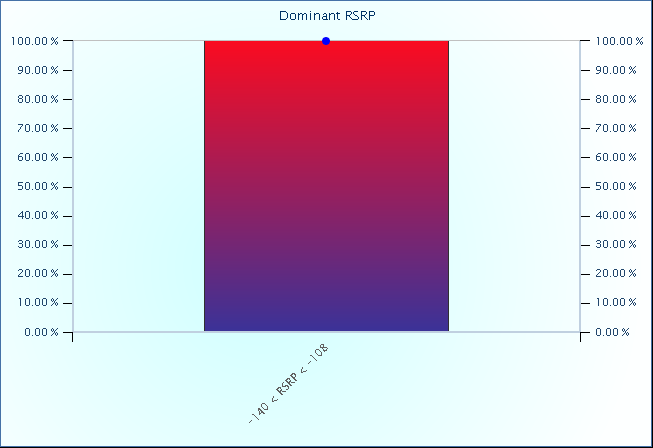 Dominant RSRP
100.00 % 100.00 %
90.00 % 90.00 %
80.00 % 80.00 %
70.00 % 70.00 %
60.00 % 60.00 %
50.00 % 50.00 %
40.00 % 40.00 %
30.00 % 30.00 %
20.00 % 20.00 %
10.00 % 10.00 %
0.00 % 0.00 %
-140 < RSRP < -108